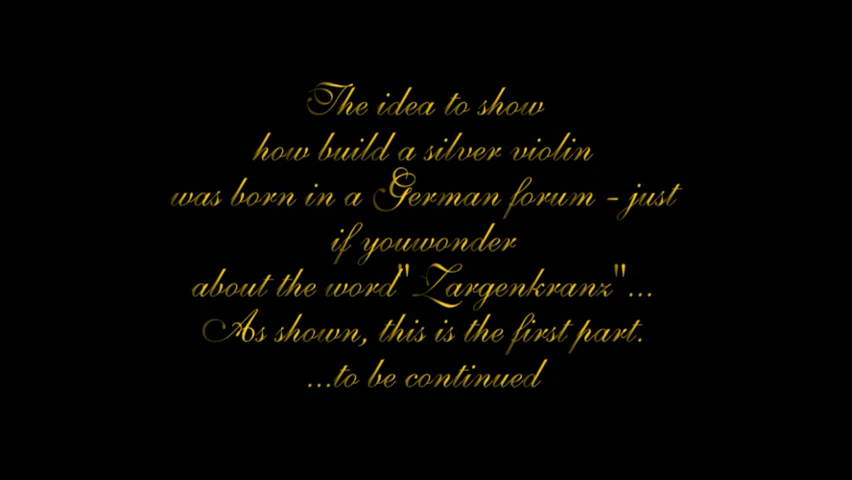 The idea to show
how build a silver violin
was born in a German forum - just
if youwonder
about the word" Zargenkranz"...
As shown, this is the first part.
...to be continued